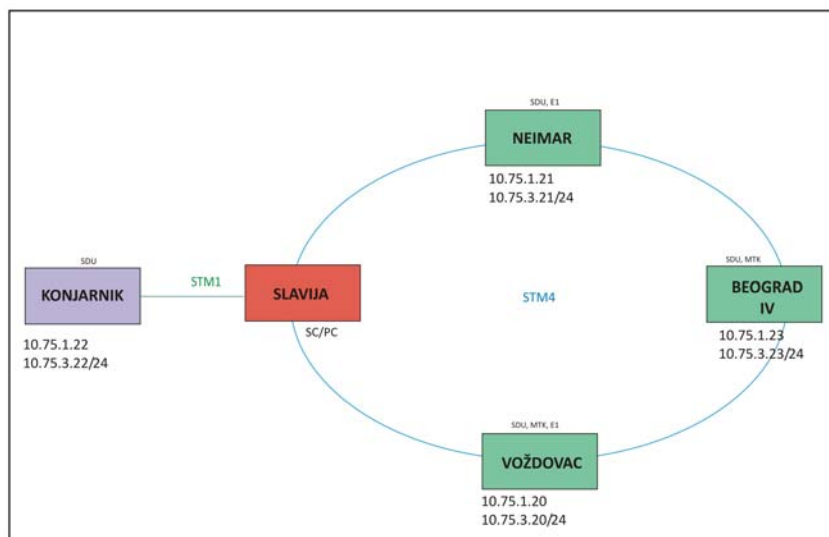 SDU, E1
NEIMAR
10.75.1.21
10.75.3.21/24
SDU
KONJARNIK
10.75.1.22
10.75.3.22/24
STM1
SLAVIJA
SC/PC
STM4
SDU, MTK
BEOGRAD
IV
10.75.1.23
10.75.3.23/24
SDU, MTK, E1
VOŽDOVAC
10.75.1.20
10.75.3.20/24